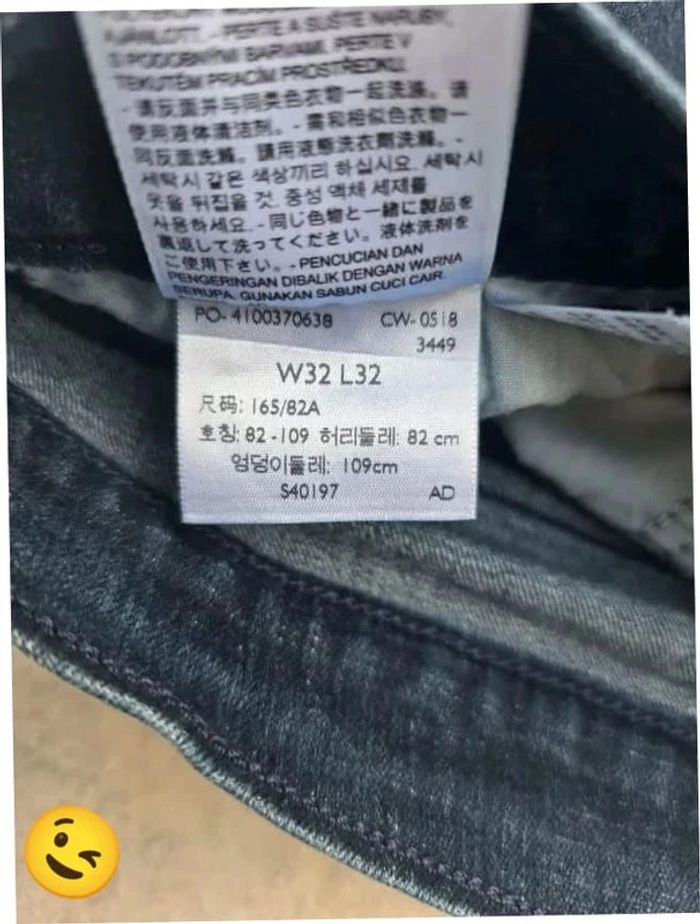 - PERTE A SUŠTE NARUBY,
S PODOBNÝMI BARVAMI. PERTE V
TEKUTÉM PRACÍM PROSTŘEDKU.
- 请反面并与同类色衣物一起洗涤。请
使用液体清洁剂。- 需和相似色衣物一
同反面洗滌。請用液態洗衣劑洗滌。-
세탁시 같은 색상끼리 하십시요. 세탁시
옷을 뒤집을 것. 중성 액체 세제를
사용하세요. - 同じ色物と一緒に製品を
裏返して洗ってください。液体洗剤を
ご使用下さい。- PENCUCIAN DAN
PENGERINGAN DIBALIK DENGAN WARNA
SERUPA. GUNAKAN SABUN CUCI CAIR.
PO- 4100370638 CW- 0518
3449
W32 L32
尺码: 165/82A
호칭: 82 -109 허리둘레: 82 cm
엉덩이둘레: 109cm
S40197 AD